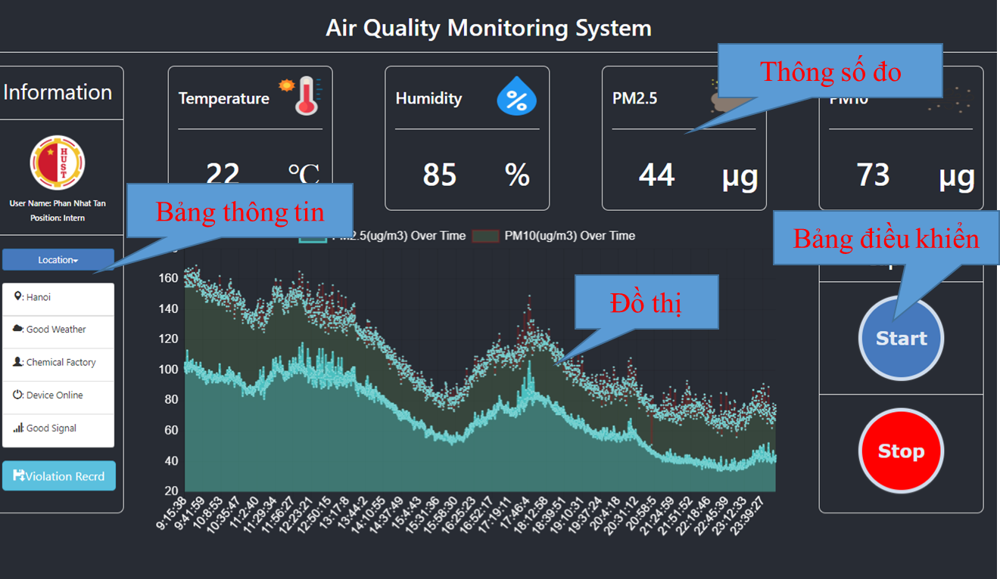 Air Quality Monitoring System
Information
HUST
User Name: Phan Nhat Tan
Position: Intern
Location
: Hanoi
: Good Weather
: Chemical Factory
: Device Online
: Good Signal
Violation Recrd
Temperature
22 °C
Humidity
%
85 %
PM2.5
44 µg
PM10
73 µg
Thông số đo
Bảng thông tin
Bảng điều khiển
Đồ thị
PM2.5(ug/m3) Over Time PM10(ug/m3) Over Time
160
140
120
100
80
60
40
20
9:15:38 9:41:59 10:8:53 10:35:47 11:2:40 11:29:34 11:56:27 12:23:21 12:50:15 13:17:8 13:44:2 14:10:55 14:37:49 15:4:43 15:31:36 15:58:30 16:25:23 16:52:17 17:19:11 17:46:4 18:12:58 18:39:51 19:10:31 19:37:24 20:4:18 20:31:12 20:58:5 21:24:59 21:51:52 22:18:46 22:45:39 23:12:33 23:39:27
Start
Stop